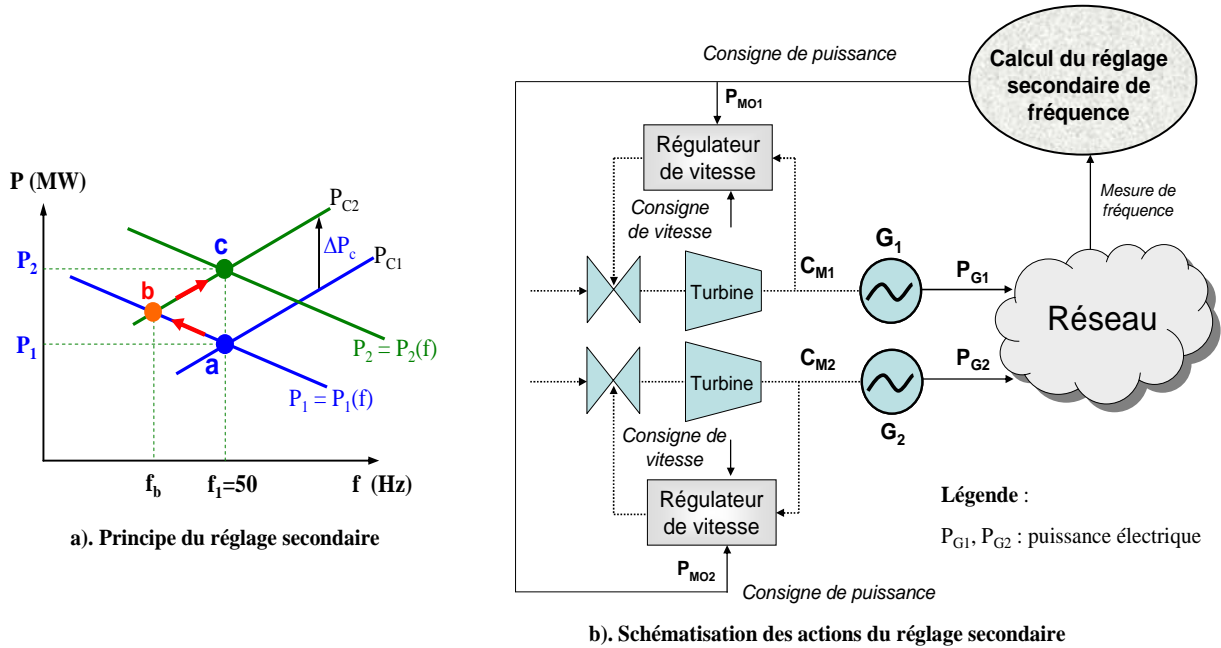 P (MW)
P_C2
c
ΔP_c
P_C1
P_2
b
P_1
a
P_2 = P_2(f)
P_1 = P_1(f)
f_b
f_1=50
f (Hz)
a). Principe du réglage secondaire
Consigne de puissance
Calcul du réglage
secondaire de
fréquence
P_MO1
Régulateur
de vitesse
Consigne
de vitesse
Mesure de
fréquence
G_1
C_M1
P_G1
Turbine
Réseau
C_M2
P_G2
Turbine
G_2
Consigne de
vitesse
Régulateur
de vitesse
P_MO2
Consigne de puissance
Légende :
P_G1, P_G2 : puissance électrique
b). Schématisation des actions du réglage secondaire